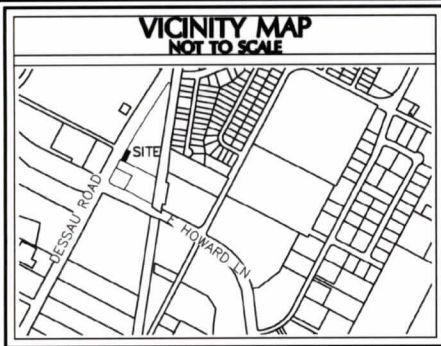 VICINITY MAP
NOT TO SCALE
SITE
DESSAU ROAD
E HOWARD LN